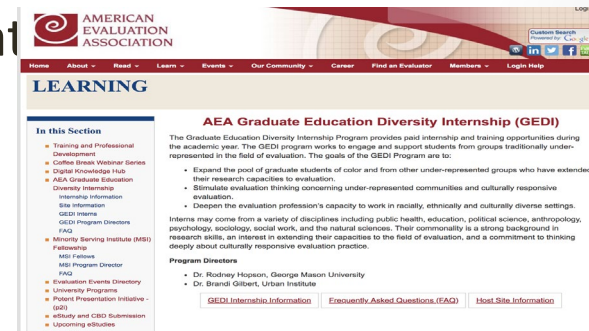 nt
AMERICAN
EVALUATION
ASSOCIATION
Login
Custom Search
Powered by Google
Home About Read Learn Events Our Community Career Find an Evaluator Members Login Help
LEARNING
In this Section
Training and Professional
Development
Coffee Break Webinar Series
Digital Knowledge Hub
AEA Graduate Education
Diversity Internship
Internship Information
Site Information
GEDI Interns
GEDI Program Directors
FAQ
Minority Serving Institute (MSI)
Fellowship
MSI Fellows
MSI Program Director
FAQ
Evaluation Events Directory
University Programs
Potent Presentation Initiative -
(p2i)
eStudy and CBD Submission
Upcoming eStudies
AEA Graduate Education Diversity Internship (GEDI)
The Graduate Education Diversity Internship Program provides paid internship and training opportunities during
the academic year. The GEDI program works to engage and support students from groups traditionally under-
represented in the field of evaluation. The goals of the GEDI Program are to:
Expand the pool of graduate students of color and from other under-represented groups who have extended
their research capacities to evaluation.
Stimulate evaluation thinking concerning under-represented communities and culturally responsive
evaluation.
Deepen the evaluation profession's capacity to work in racially, ethnically and culturally diverse settings.
Interns may come from a variety of disciplines including public health, education, political science, anthropology,
psychology, sociology, social work, and the natural sciences. Their commonality is a strong background in
research skills, an interest in extending their capacities to the field of evaluation, and a commitment to thinking
deeply about culturally responsive evaluation practice.
Program Directors
Dr. Rodney Hopson, George Mason University
Dr. Brandi Gilbert, Urban Institute
GEDI Internship Information Frequently Asked Questions (FAQ) Host Site Information